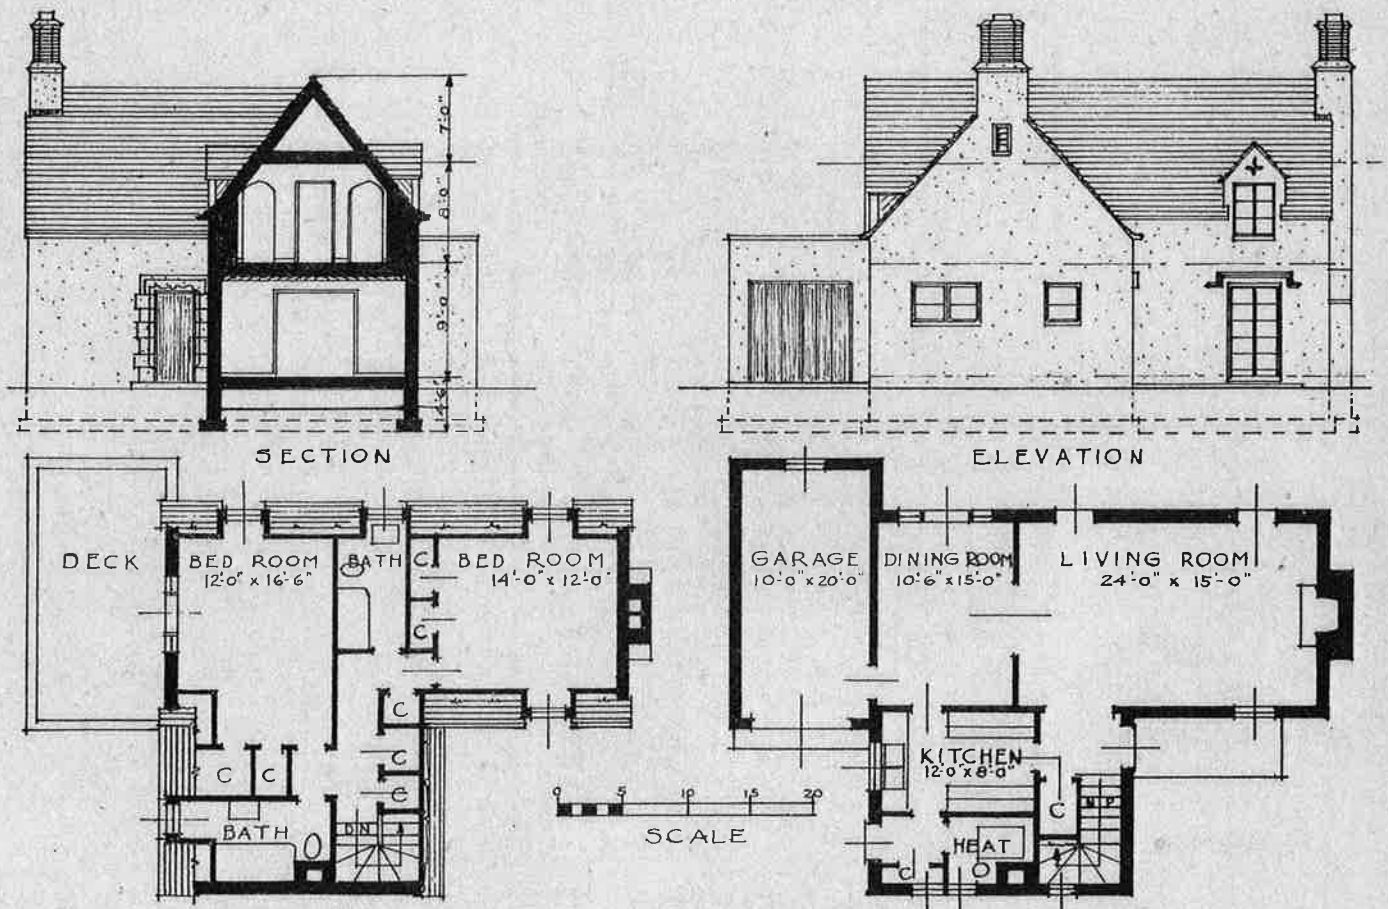 7'-0"
8'-0"
9'-0"
4'-6"
SECTION
ELEVATION
DECK
BED ROOM
12'-0" x 16'-6"
BATH
C
C
BED ROOM
14'-0" x 12'-0"
C
C
C
C
C
BATH
DN
0 5 10 15 20
SCALE
GARAGE
10'-0" x 20'-0"
DINING ROOM
10'-6" x 15'-0"
LIVING ROOM
24'-0" x 15'-0"
KITCHEN
12'-0" x 8'-0"
C
UP
HEAT
C